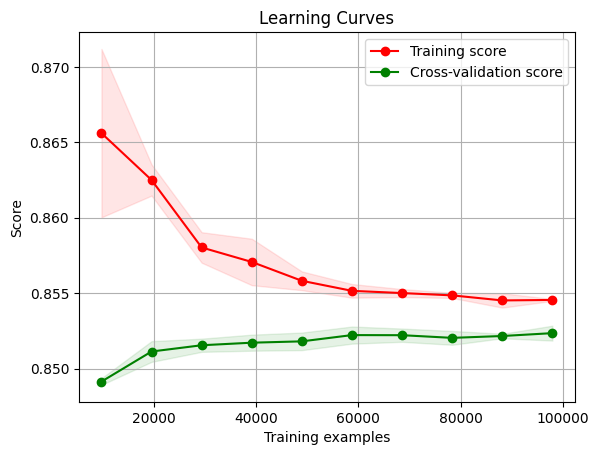 Learning Curves
Training score
Cross-validation score
0.870
0.865
0.860
0.855
0.850
Score
20000
40000
60000
80000
100000
Training examples